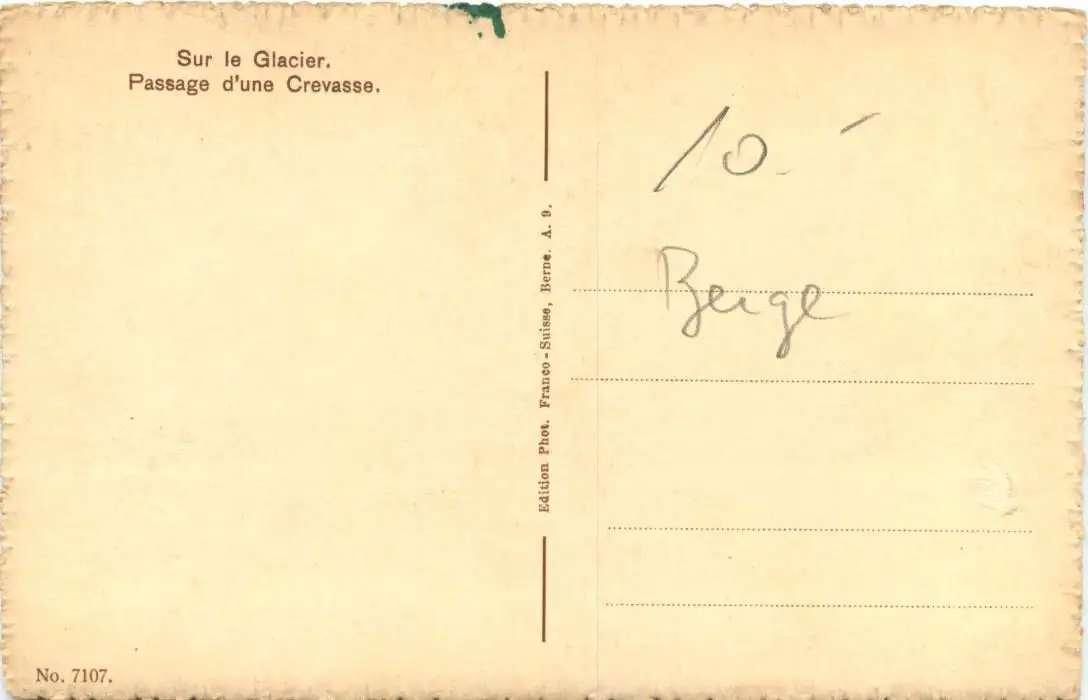 Sur le Glacier.
Passage d'une Crevasse.
Edition Phot. Franco-Suisse, Berne. A. 9.
10.-
Berge
No. 7107.